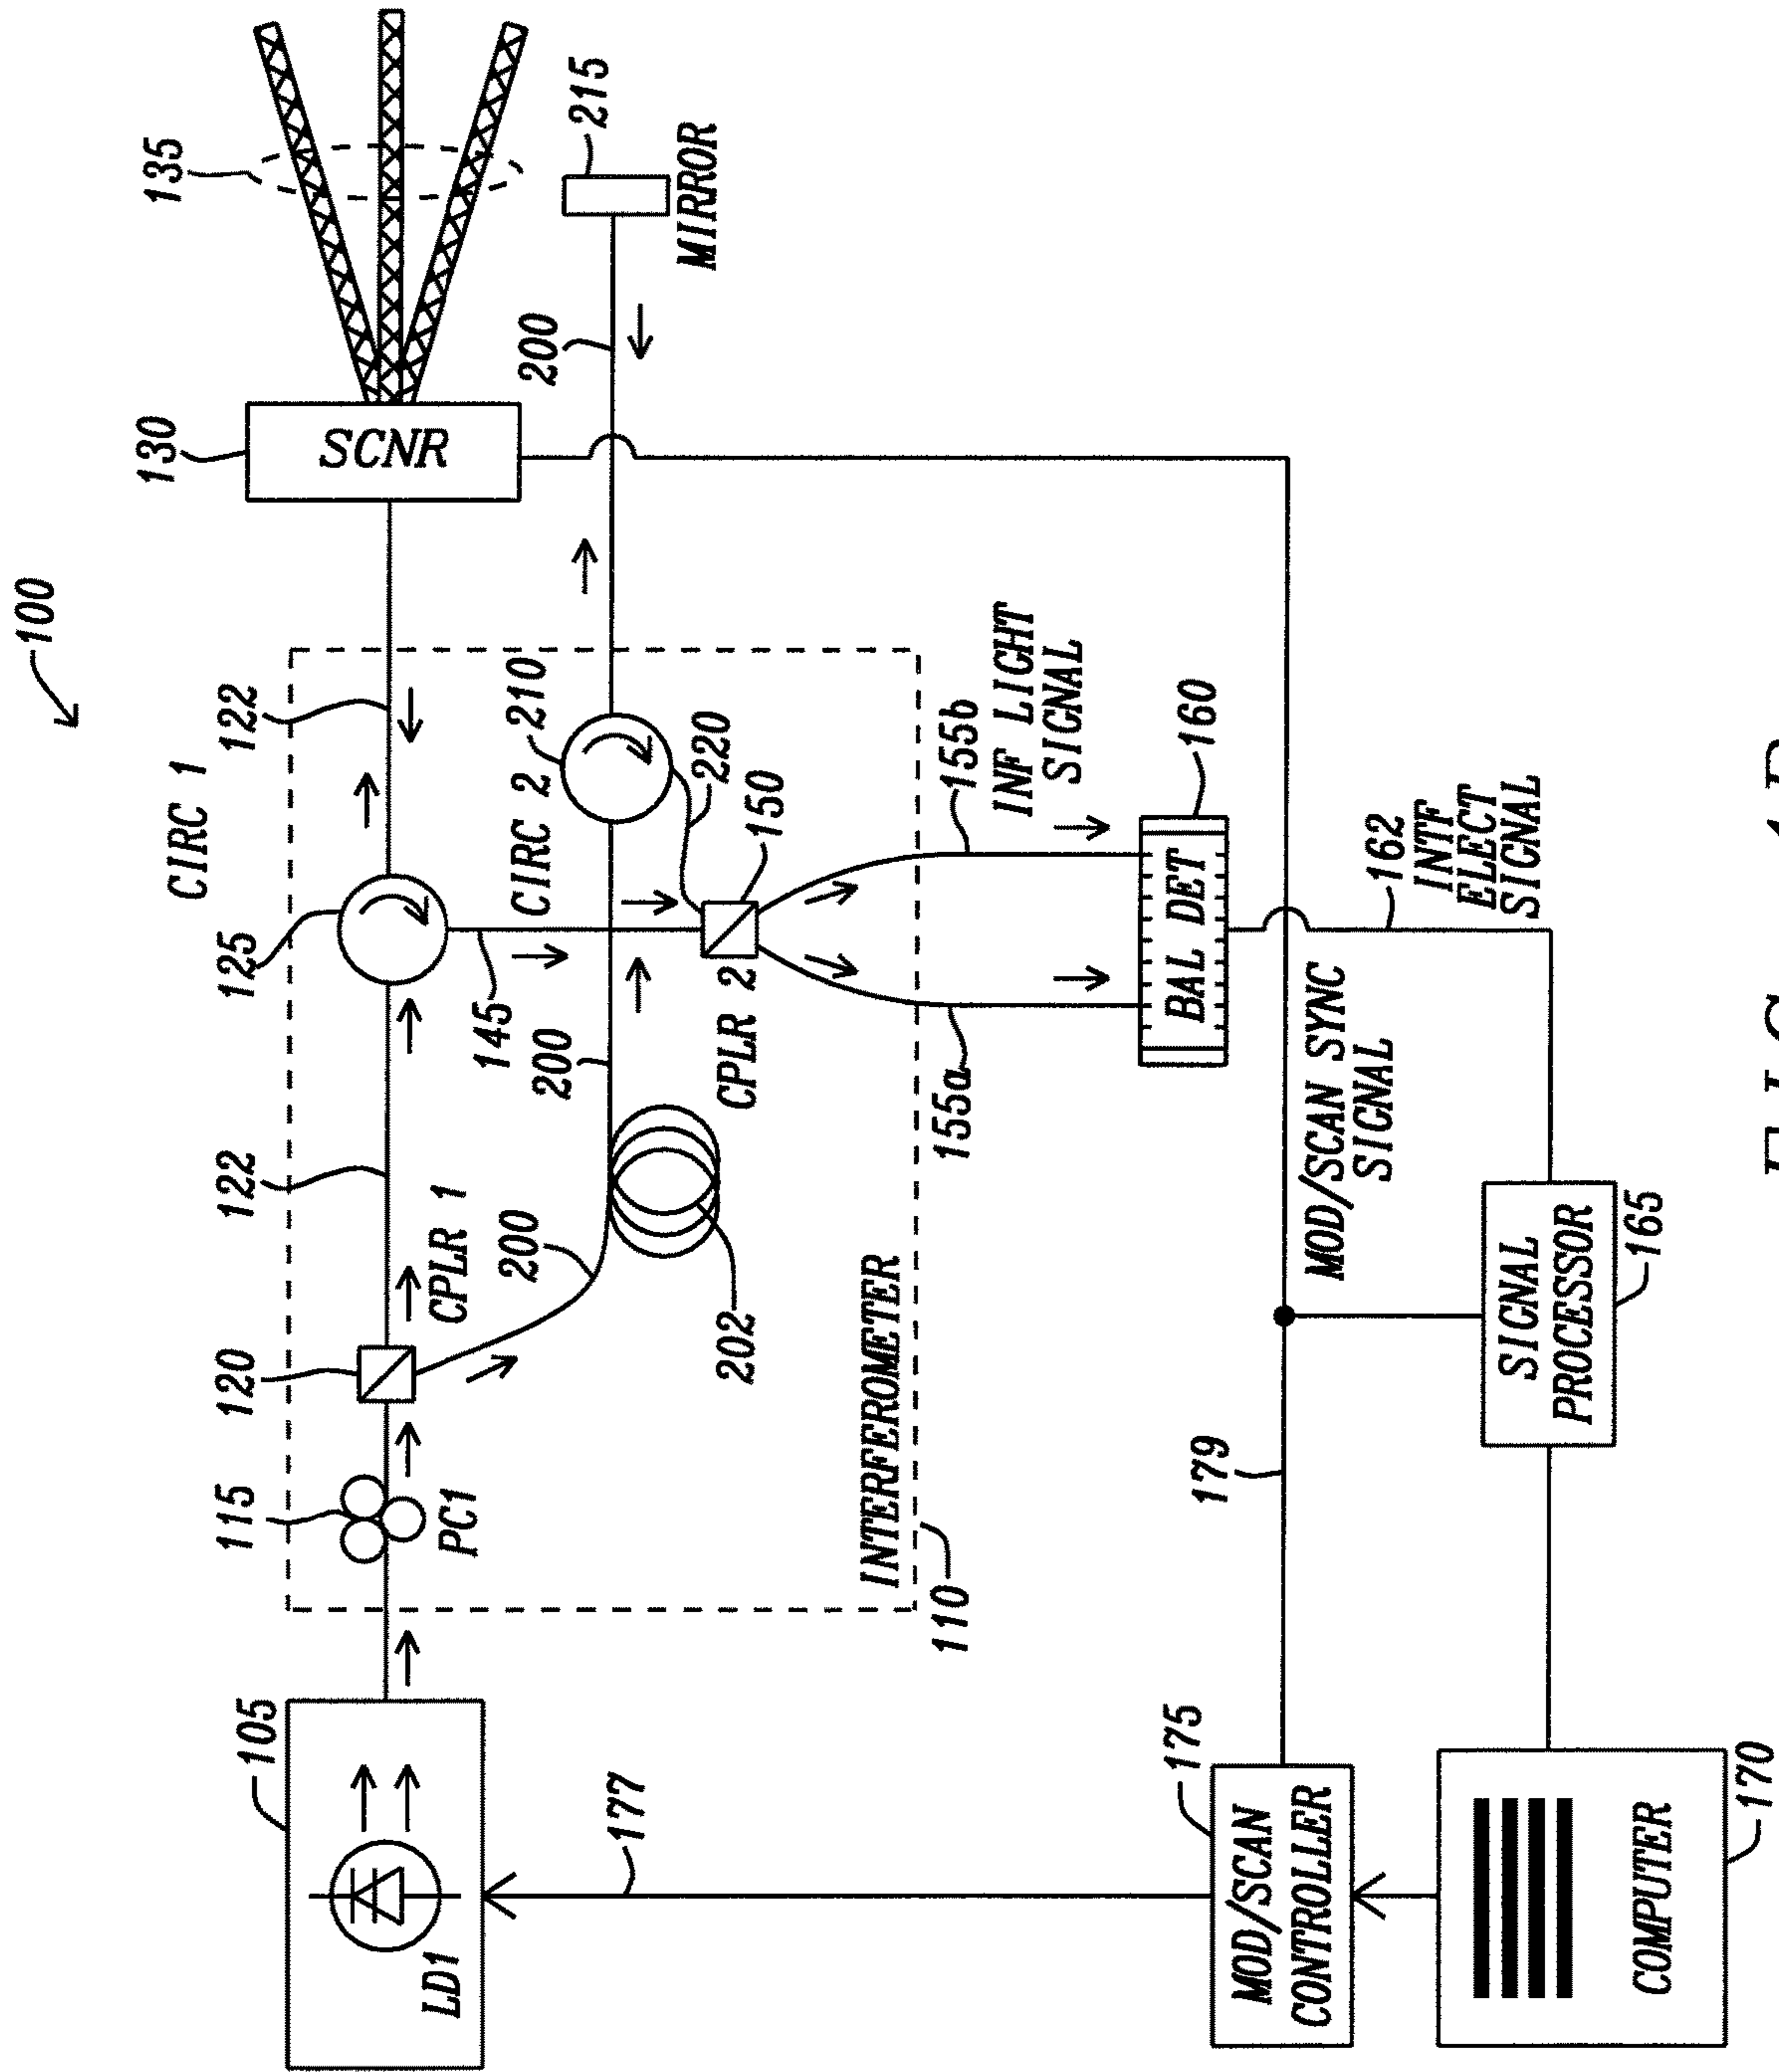 100
115
120
122
125
122
130
135
CIRC 1
105
PC1
CPLR 1
145
SCNR
LD1
200
200
CIRC 2
210
200
215
177
202
CPLR 2
220
150
MIRROR
INTERFEROMETER
110
155a
155b
INF LIGHT
SIGNAL
175
179
BAL DET
160
MOD/SCAN
CONTROLLER
MOD/SCAN SYNC
SIGNAL
162
INTF
ELECT
SIGNAL
SIGNAL
PROCESSOR
165
COMPUTER
170